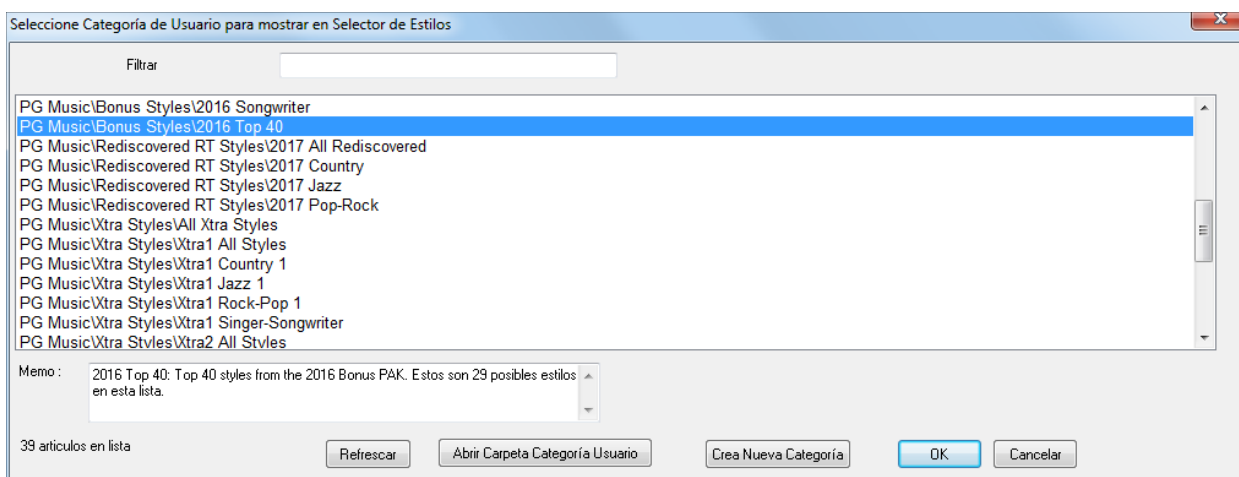 Seleccione Categoría de Usuario para mostrar en Selector de Estilos
Filtrar
PG Music\Bonus Styles\2016 Songwriter
PG Music\Bonus Styles\2016 Top 40
PG Music\Rediscovered RT Styles\2017 All Rediscovered
PG Music\Rediscovered RT Styles\2017 Country
PG Music\Rediscovered RT Styles\2017 Jazz
PG Music\Rediscovered RT Styles\2017 Pop-Rock
PG Music\Xtra Styles\All Xtra Styles
PG Music\Xtra Styles\Xtra1 All Styles
PG Music\Xtra Styles\Xtra1 Country 1
PG Music\Xtra Styles\Xtra1 Jazz 1
PG Music\Xtra Styles\Xtra1 Rock-Pop 1
PG Music\Xtra Styles\Xtra1 Singer-Songwriter
PG Music\Xtra Styles\Xtra2 All Styles
Memo :
2016 Top 40: Top 40 styles from the 2016 Bonus PAK. Estos son 29 posibles estilos
en esta lista.
39 articulos en lista
Refrescar
Abrir Carpeta Categoría Usuario
Crea Nueva Categoría
OK
Cancelar